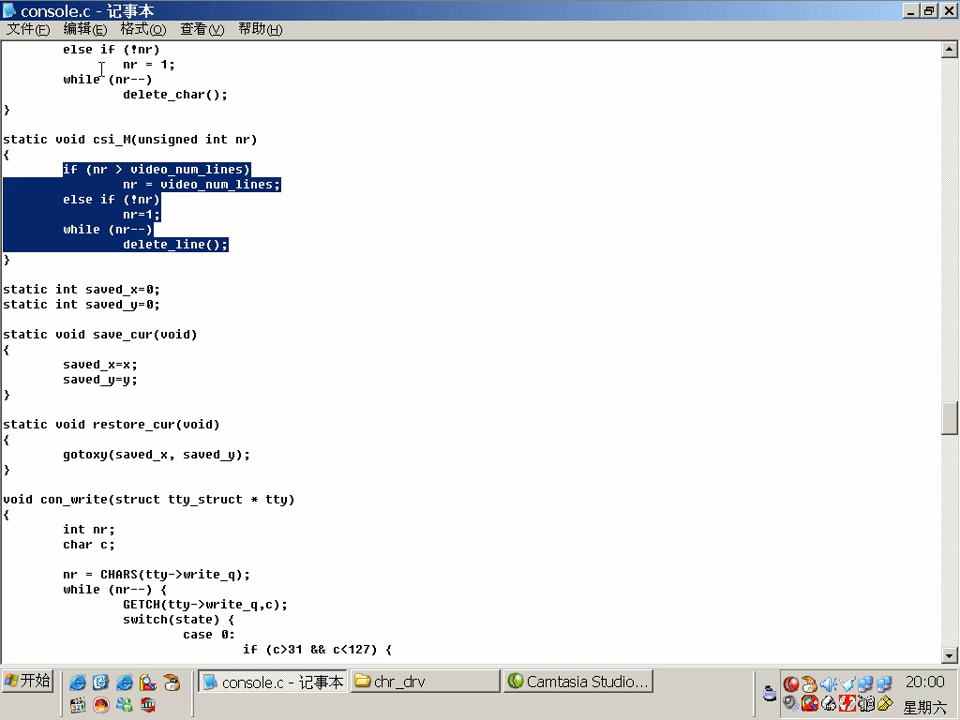 console.c - 记事本
文件(F) 编辑(E) 格式(O) 查看(V) 帮助(H)
else if (!nr)
nr = 1;
while (nr--)
delete_char();
}
static void csi_M(unsigned int nr)
{
if (nr > video_num_lines)
nr = video_num_lines;
else if (!nr)
nr=1;
while (nr--)
delete_line();
}
static int saved_x=0;
static int saved_y=0;
static void save_cur(void)
{
saved_x=x;
saved_y=y;
}
static void restore_cur(void)
{
gotoxy(saved_x, saved_y);
}
void con_write(struct tty_struct * tty)
{
int nr;
char c;
nr = CHARS(tty->write_q);
while (nr--) {
GETCH(tty->write_q,c);
switch(state) {
case 0:
if (c>31 && c<127) {
开始 console.c - 记事本 chr_drv Camtasia Studio... 20:00
星期六